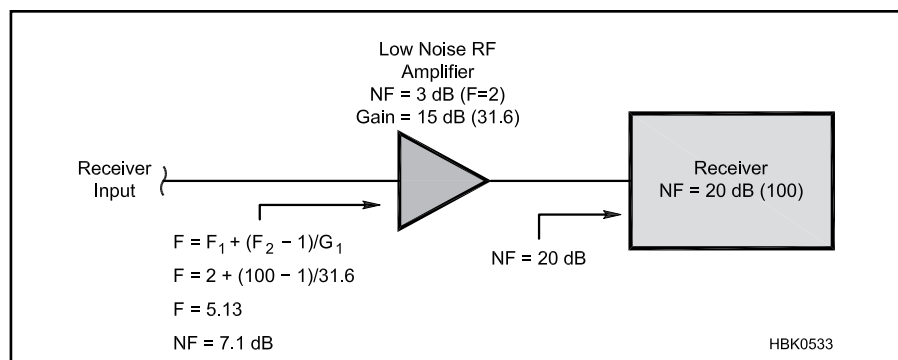 Low Noise RF
Amplifier
NF = 3 dB (F=2)
Gain = 15 dB (31.6)
Receiver
Input
Receiver
NF = 20 dB (100)
F = F₁ + (F₂ − 1)/G₁
F = 2 + (100 − 1)/31.6
F = 5.13
NF = 7.1 dB
NF = 20 dB
HBK0533